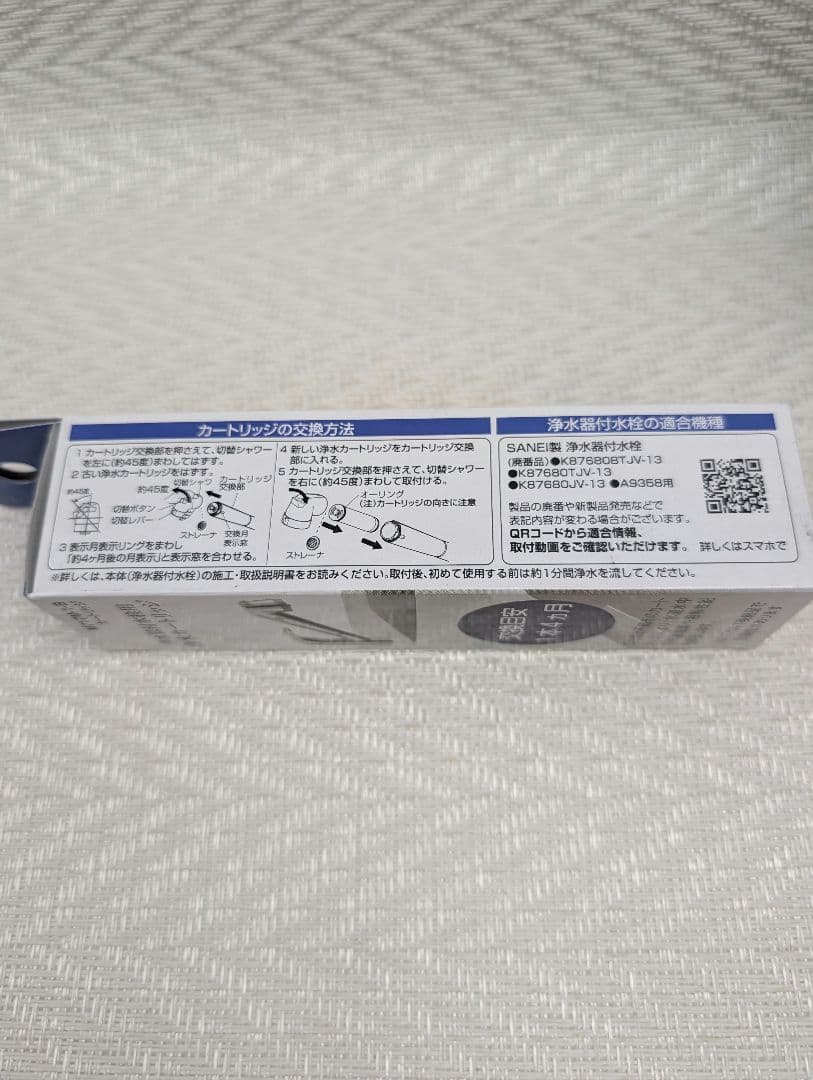 カートリッジの交換方法
1 カートリッジ交換部を押さえて、切替シャワー
を左に(約45度)まわしてはずす。
2 古い浄水カートリッジをはずす。
約45度
約45度
切替シャワ
カートリッジ
交換部
切替ボタン
切替レバー
ストレーナ
交換月
表示窓
3 表示月表示リングをまわし
「約4ヶ月後の月表示」と表示窓を合わせる。
4 新しい浄水カートリッジをカートリッジ交換
部に入れる。
5 カートリッジ交換部を押さえて、切替シャワー
を右に(約45度)まわして取付ける。
オーリング
(注)カートリッジの向きに注意
ストレーナ
※詳しくは、本体(浄水器付水栓)の施工・取扱説明書をお読みください。取付後、初めて使用する前は約1分間浄水を流してください。
浄水器付水栓の適合機種
SANEI製 浄水器付水栓
(廃番品)●K87680BTJV-13
●K87680TJV-13
●K87680JV-13 ●A9358用
製品の廃番や新製品発売などで
表記内容が変わる場合がございます。
QRコードから適合情報、
取付動画をご確認いただけます。 詳しくはスマホで
交換目安
1本4ヵ月